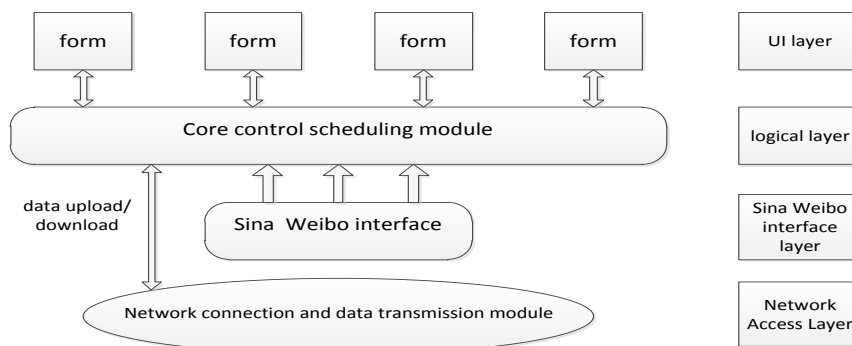 form
form
form
form
UI layer
Core control scheduling module
logical layer
data upload/
download
Sina Weibo interface
Sina Weibo
interface
layer
Network connection and data transmission module
Network
Access Layer